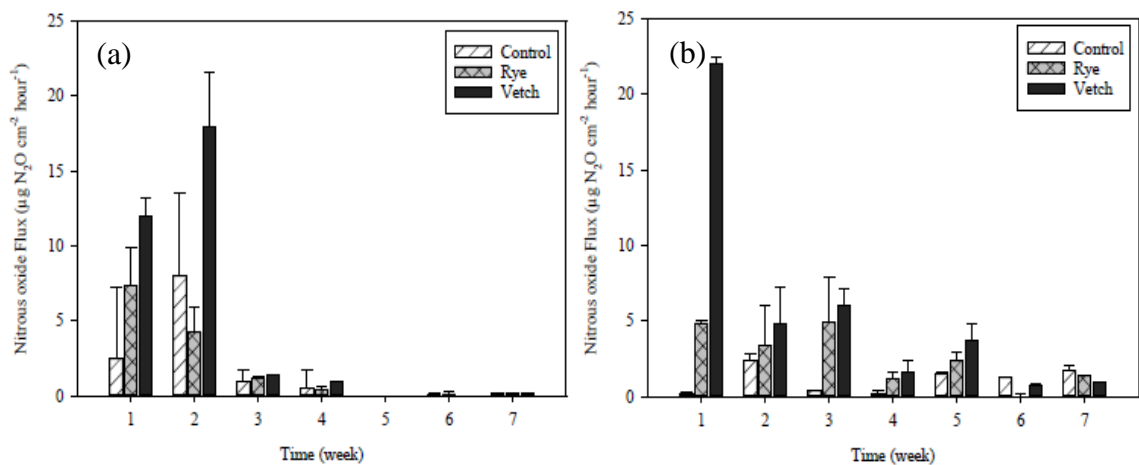 (a)
Control
Rye
Vetch
Nitrous oxide Flux (µg N₂O cm⁻² hour⁻¹)
25
20
15
10
5
0
1 2 3 4 5 6 7
Time (week)
(b)
Control
Rye
Vetch
Nitrous oxide Flux (µg N₂O cm⁻² hour⁻¹)
25
20
15
10
5
0
1 2 3 4 5 6 7
Time (week)